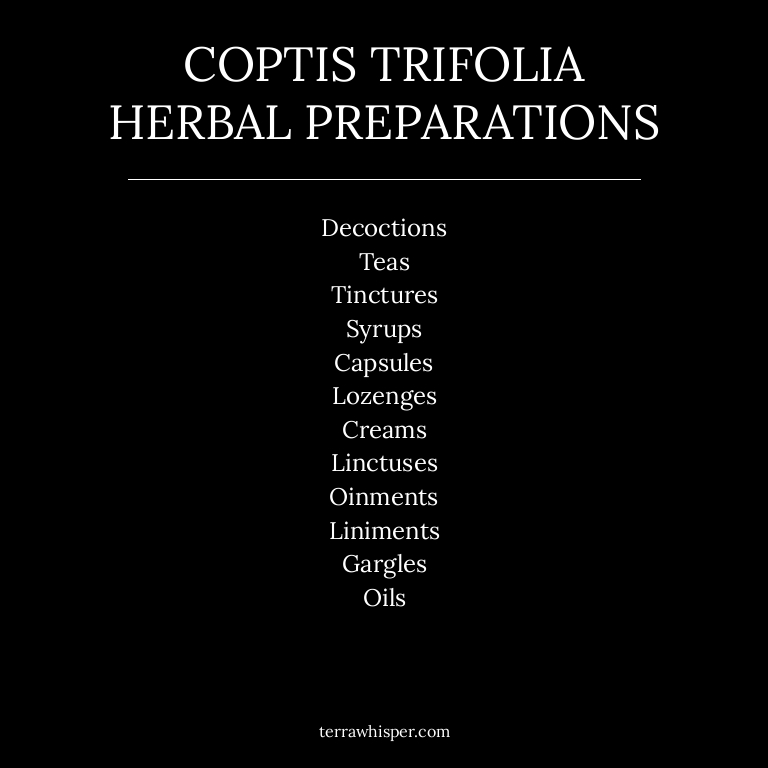 COPTIS TRIFOLIA
HERBAL PREPARATIONS
Decoctions
Teas
Tinctures
Syrups
Capsules
Lozenges
Creams
Linctuses
Oinments
Liniments
Gargles
Oils
terrawhisper.com